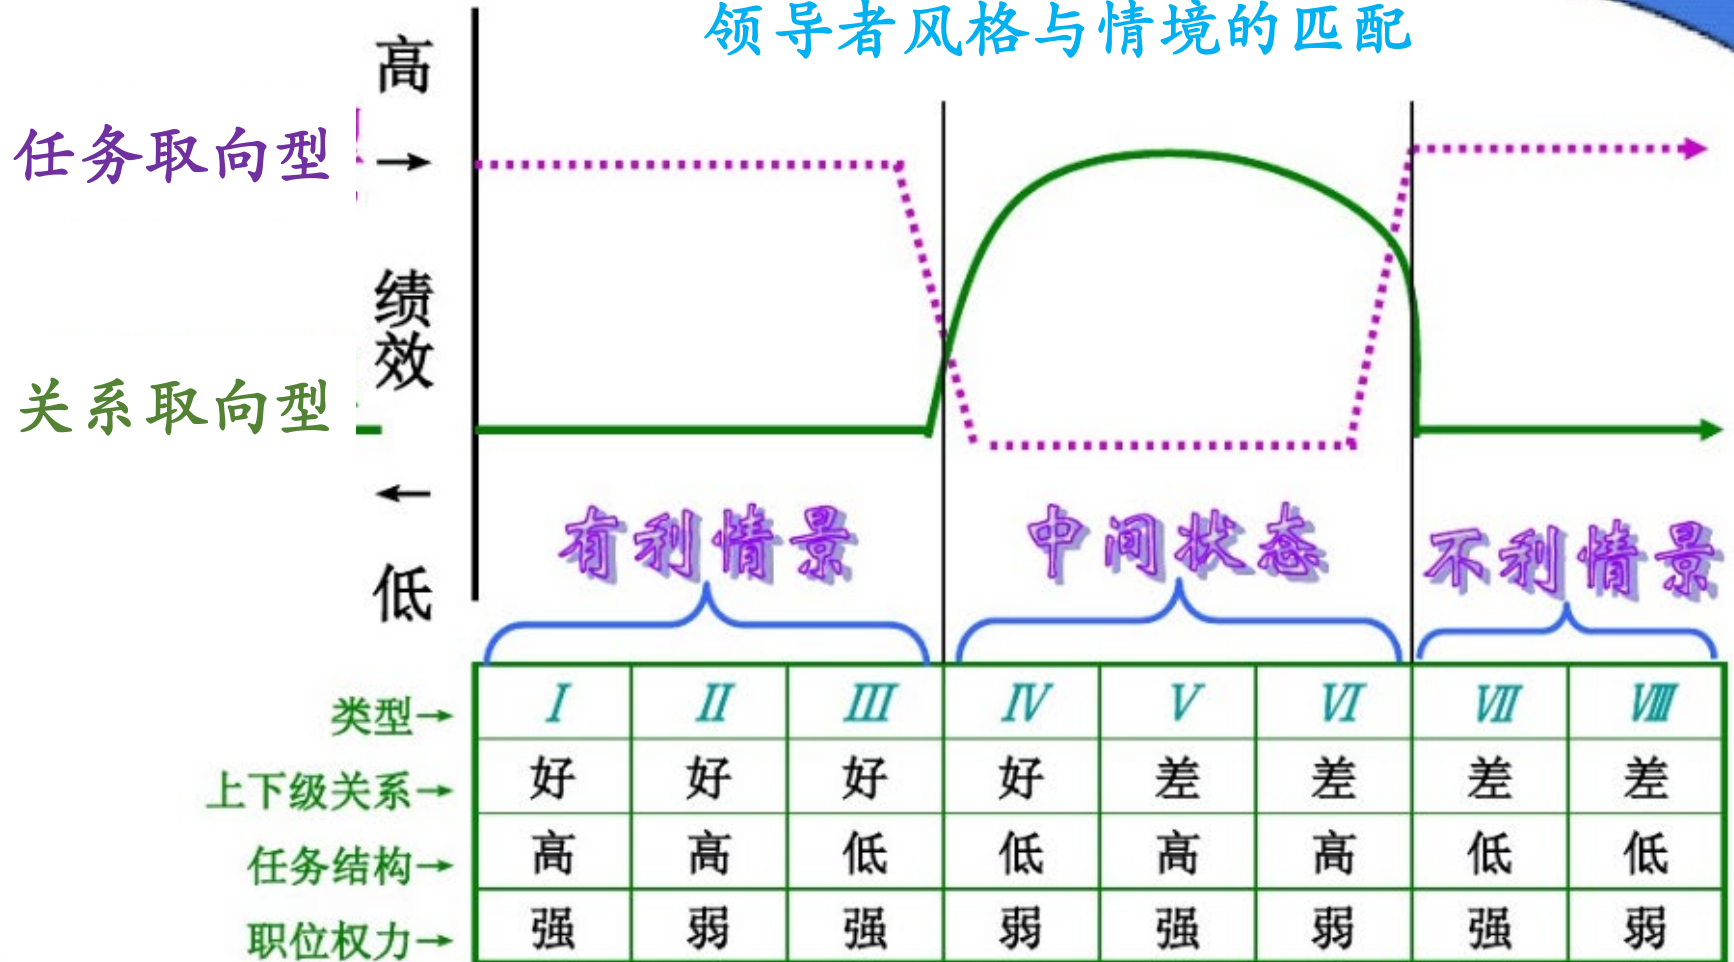 领导者风格与情境的匹配
高
任务取向型
→
绩
效
关系取向型
←
低
有利情景
中间状态
不利情景
类型→ I II III IV V VI VII VIII
上下级关系→ 好 好 好 好 差 差 差 差
任务结构→ 高 高 低 低 高 高 低 低
职位权力→ 强 弱 强 弱 强 弱 强 弱